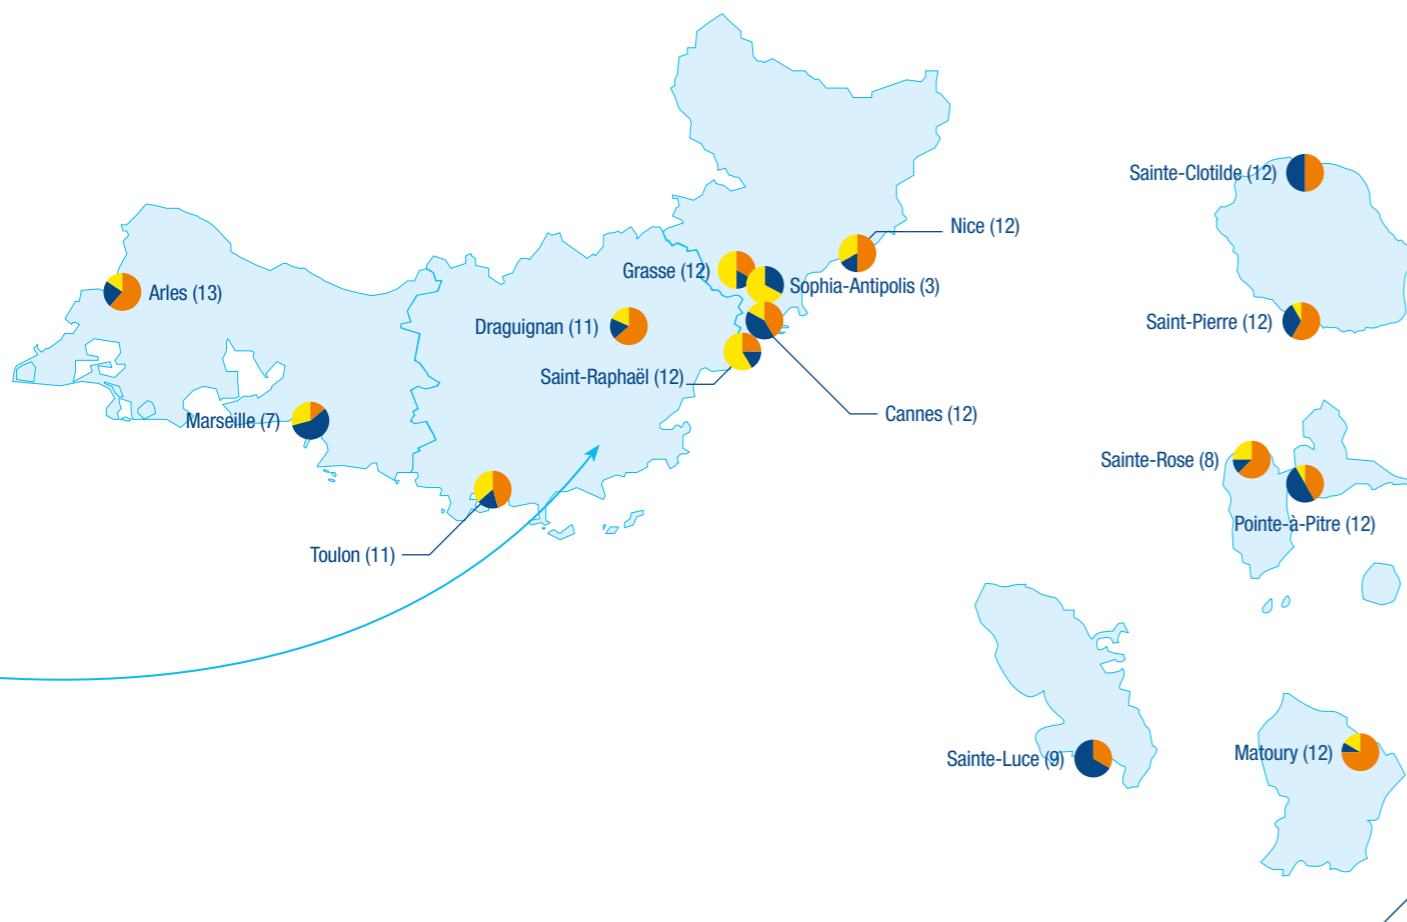 Sainte-Clotilde (12)
Nice (12)
Grasse (12)
Sophia-Antipolis (3)
Arles (13)
Draguignan (11)
Saint-Pierre (12)
Saint-Raphaël (12)
Cannes (12)
Marseille (7)
Sainte-Rose (8)
Pointe-à-Pitre (12)
Toulon (11)
Sainte-Luce (9)
Matoury (12)